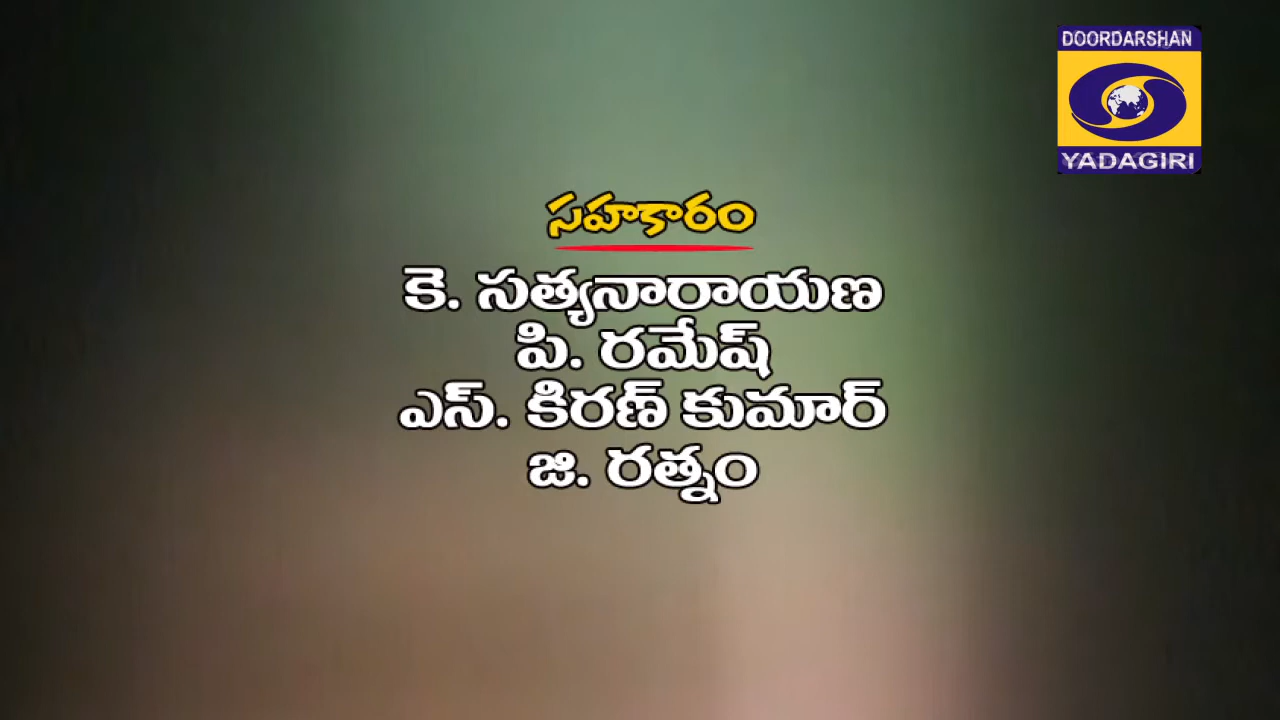 DOORDARSHAN
YADAGIRI
సహకారం
కె. సత్యనారాయణ
పి. రమేష్
ఎస్. కిరణ్ కుమార్
జి. రత్నం